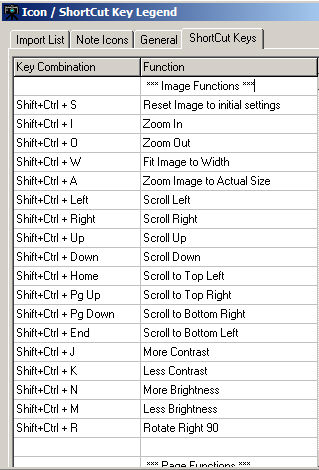 Icon / ShortCut Key Legend
Import List Note Icons General ShortCut Keys
Key Combination Function
*** Image Functions ***
Shift+Ctrl + S Reset Image to initial settings
Shift+Ctrl + I Zoom In
Shift+Ctrl + O Zoom Out
Shift+Ctrl + W Fit Image to Width
Shift+Ctrl + A Zoom Image to Actual Size
Shift+Ctrl + Left Scroll Left
Shift+Ctrl + Right Scroll Right
Shift+Ctrl + Up Scroll Up
Shift+Ctrl + Down Scroll Down
Shift+Ctrl + Home Scroll to Top Left
Shift+Ctrl + Pg Up Scroll to Top Right
Shift+Ctrl + Pg Down Scroll to Bottom Right
Shift+Ctrl + End Scroll to Bottom Left
Shift+Ctrl + J More Contrast
Shift+Ctrl + K Less Contrast
Shift+Ctrl + N More Brightness
Shift+Ctrl + M Less Brightness
Shift+Ctrl + R Rotate Right 90
*** Page Functions ***